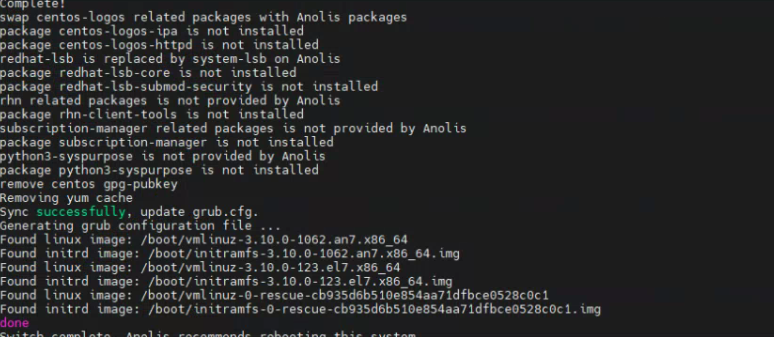 Complete!
swap centos-logos related packages with Anolis packages
package centos-logos-ipa is not installed
package centos-logos-httpd is not installed
redhat-lsb is replaced by system-lsb on Anolis
package redhat-lsb-core is not installed
package redhat-lsb-submod-security is not installed
rhn related packages is not provided by Anolis
package rhn-client-tools is not installed
subscription-manager related packages is not provided by Anolis
package subscription-manager is not installed
python3-syspurpose is not provided by Anolis
package python3-syspurpose is not installed
remove centos gpg-pubkey
Removing yum cache
Sync successfully, update grub.cfg.
Generating grub configuration file ...
Found linux image: /boot/vmlinuz-3.10.0-1062.an7.x86_64
Found initrd image: /boot/initramfs-3.10.0-1062.an7.x86_64.img
Found linux image: /boot/vmlinuz-3.10.0-123.el7.x86_64
Found initrd image: /boot/initramfs-3.10.0-123.el7.x86_64.img
Found linux image: /boot/vmlinuz-0-rescue-cb935d6b510e854aa71dfbce0528c0c1
Found initrd image: /boot/initramfs-0-rescue-cb935d6b510e854aa71dfbce0528c0c1.img
done
Switch complete. Anolis recommends rebooting this system.